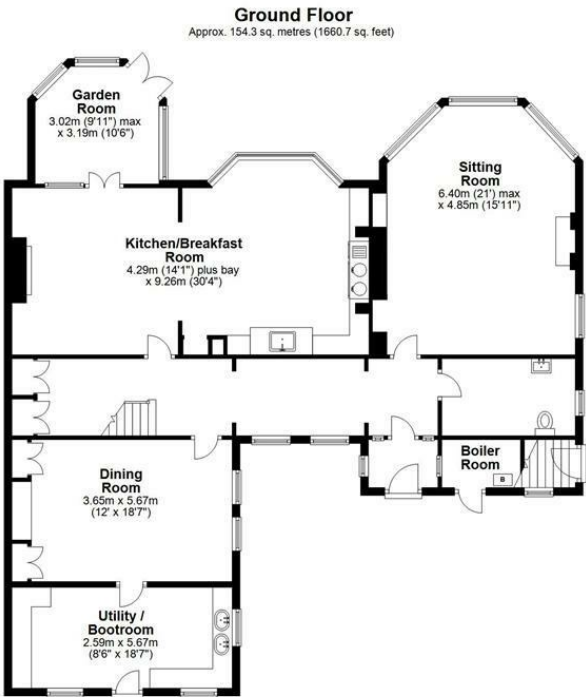 Ground Floor
Approx. 154.3 sq. metres (1660.7 sq. feet)
Garden
Room
3.02m (9'11") max
x 3.19m (10'6")
Sitting
Room
6.40m (21') max
x 4.85m (15'11")
Kitchen/Breakfast
Room
4.29m (14'1") plus bay
x 9.26m (30'4")
Boiler
Room
B
Dining
Room
3.65m x 5.67m
(12' x 18'7")
Utility /
Bootroom
2.59m x 5.67m
(8'6" x 18'7")